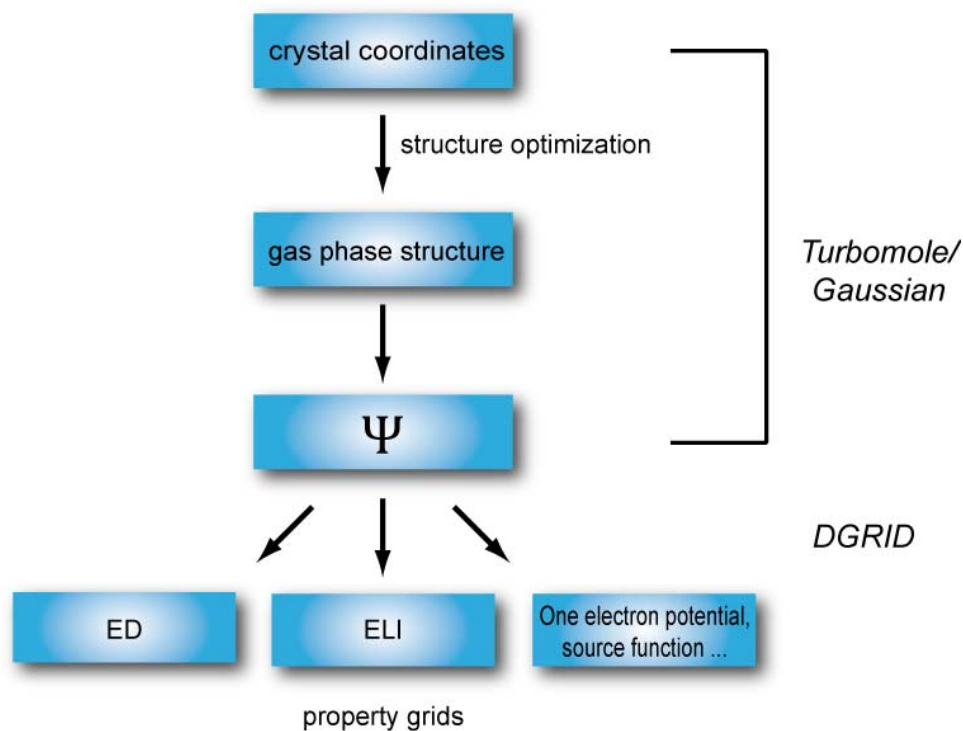 crystal coordinates
structure optimization
gas phase structure
Turbomole/
Gaussian
Ψ
DGRID
ED
ELI
One electron potential,
source function ...
property grids